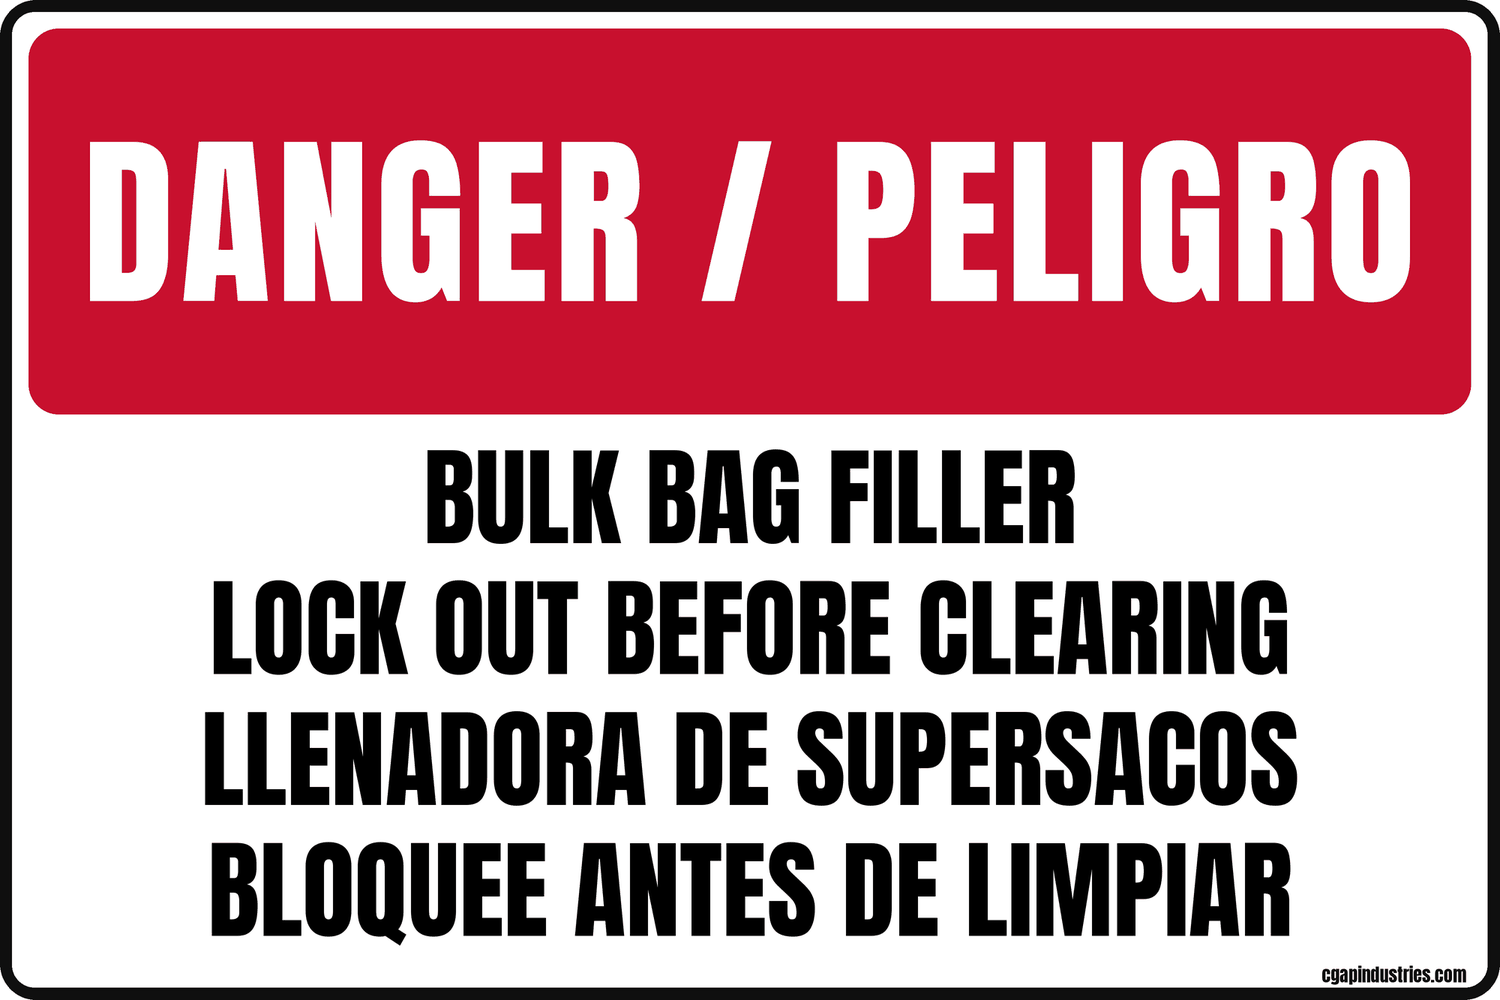 DANGER / PELIGRO
BULK BAG FILLER
LOCK OUT BEFORE CLEARING
LLENADORA DE SUPERSACOS
BLOQUEE ANTES DE LIMPIAR
cgapindustries.com